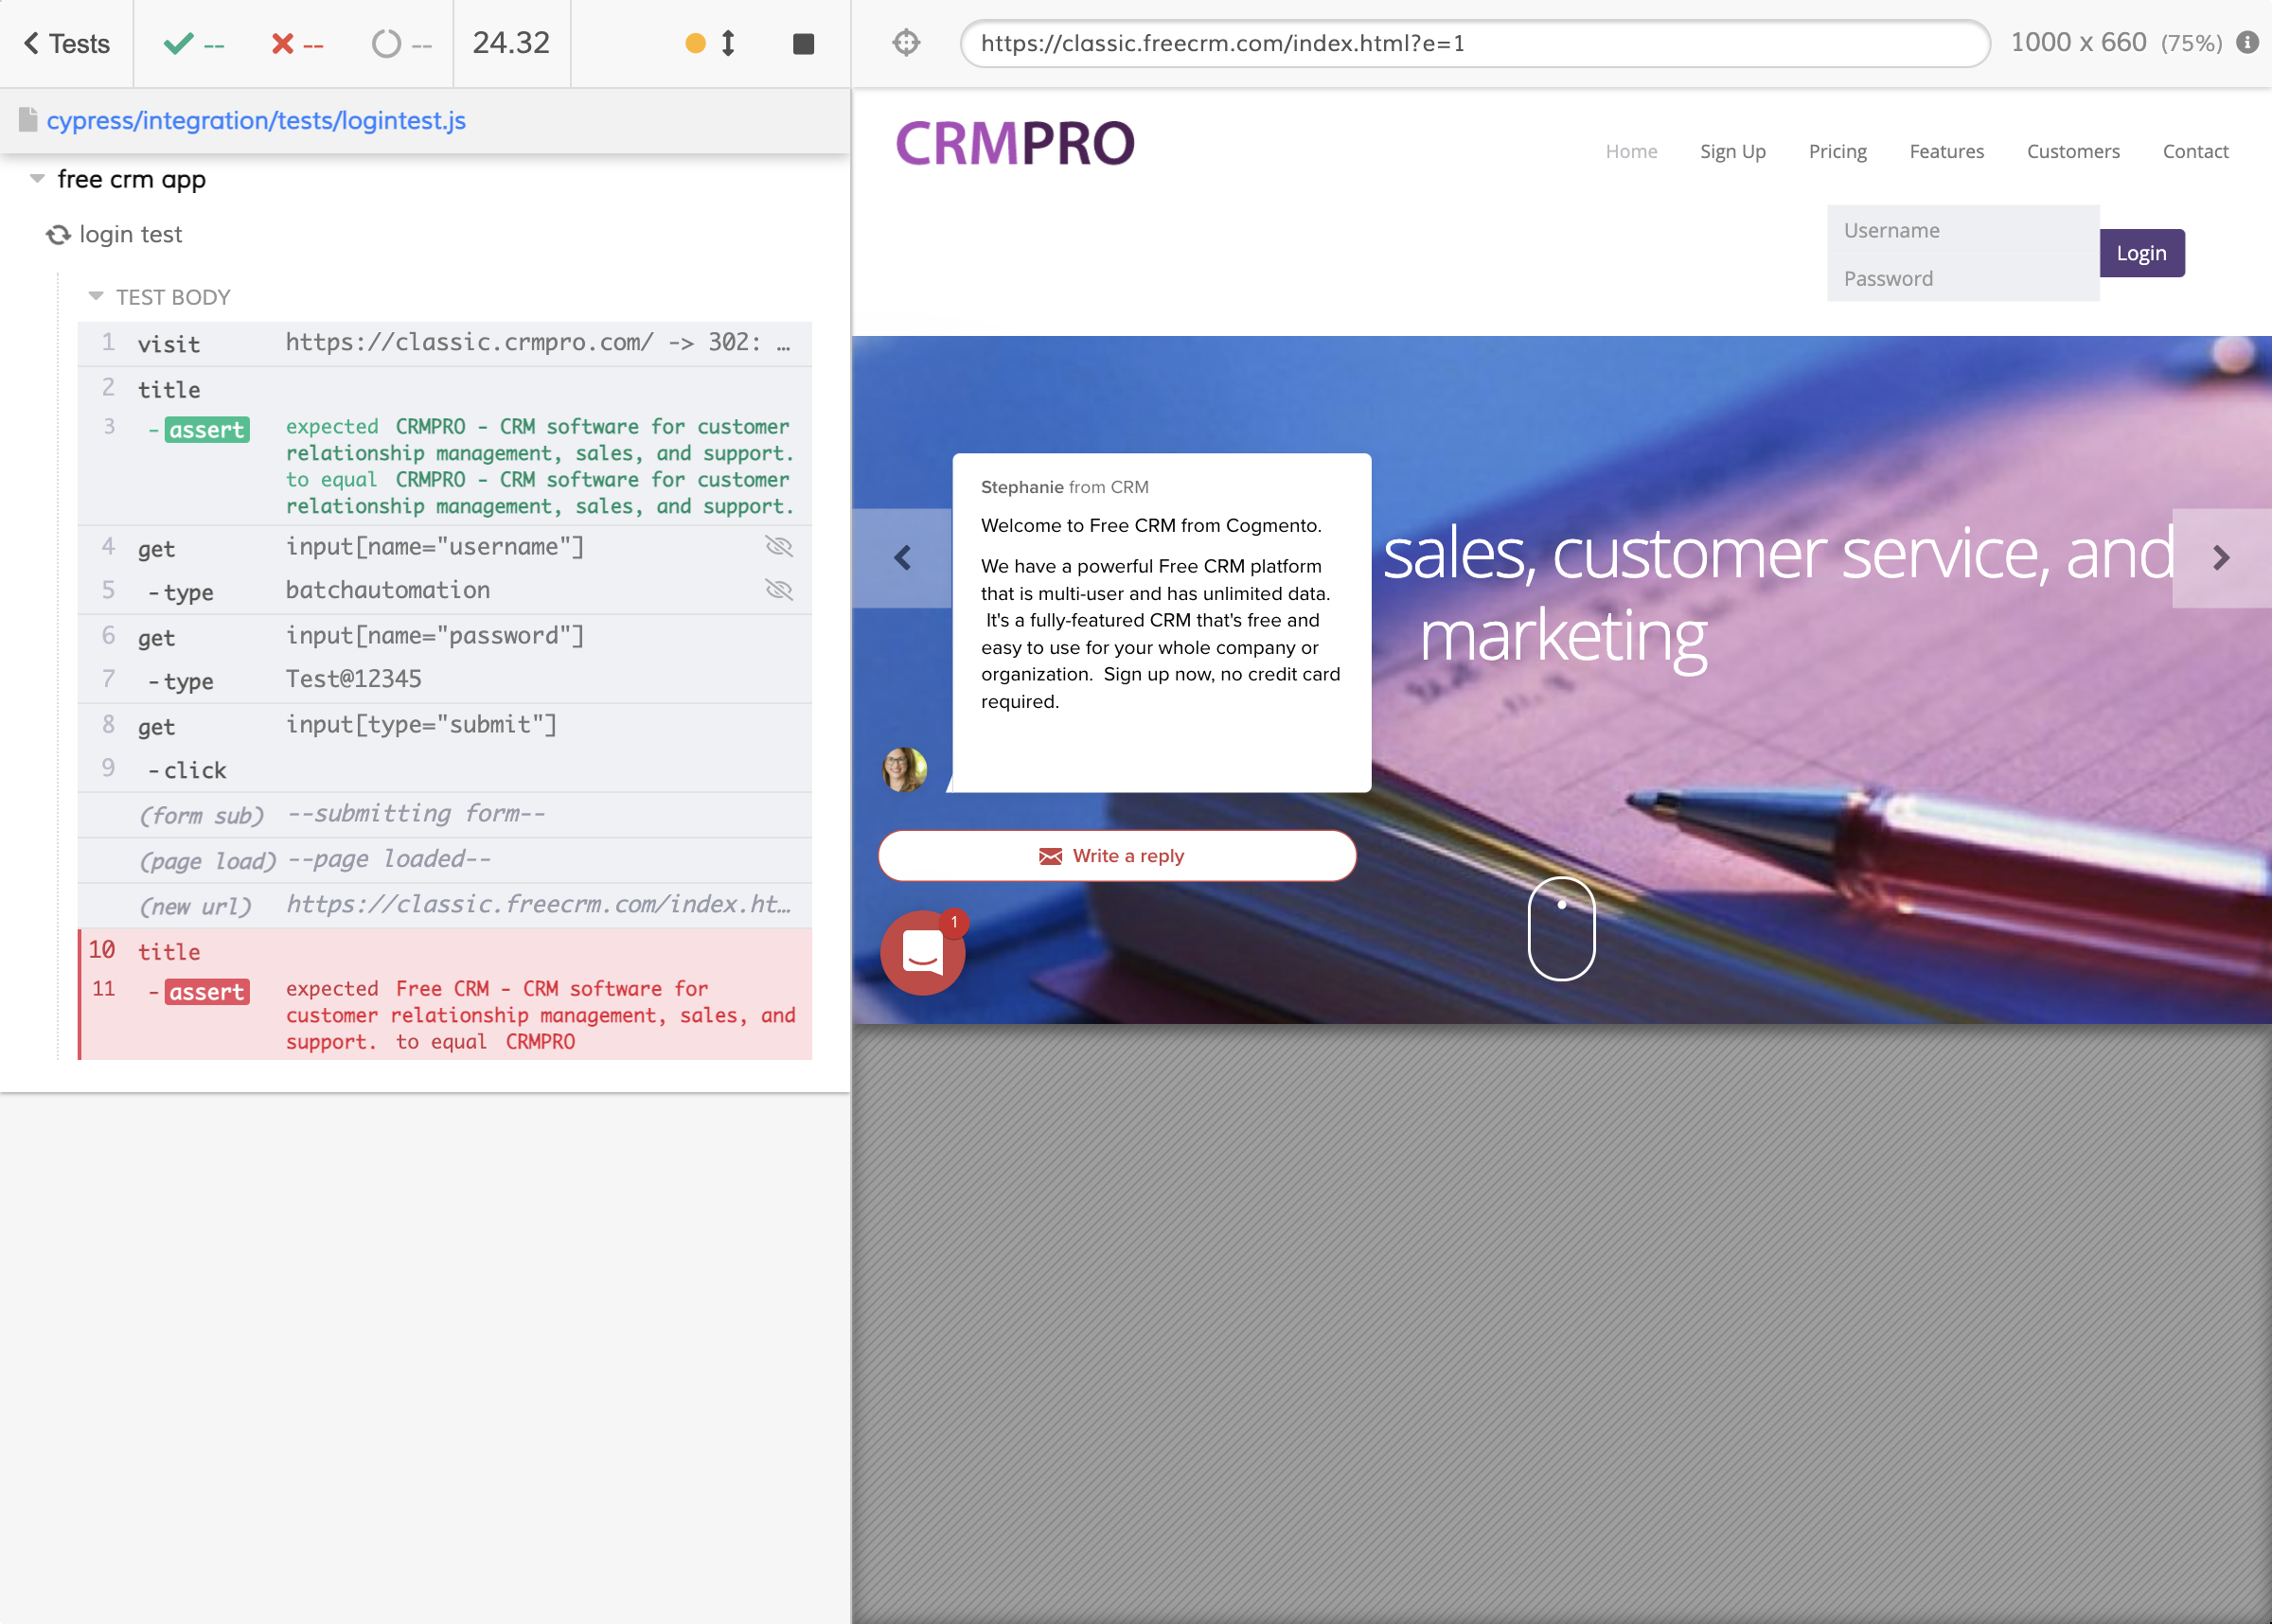 Tests
--
--
--
24.32
https://classic.freecrm.com/index.html?e=1
1000 x 660 (75%)
cypress/integration/tests/logintest.js
free crm app
login test
TEST BODY
1 visit https://classic.crmpro.com/ -> 302: …
2 title
3 -assert expected CRMPRO - CRM software for customer
relationship management, sales, and support.
to equal CRMPRO - CRM software for customer
relationship management, sales, and support.
4 get input[name="username"]
5 -type batchautomation
6 get input[name="password"]
7 -type Test@12345
8 get input[type="submit"]
9 -click
(form sub) --submitting form--
(page load) --page loaded--
(new url) https://classic.freecrm.com/index.ht…
10 title
11 -assert expected Free CRM - CRM software for
customer relationship management, sales, and
support. to equal CRMPRO
CRMPRO
Home Sign Up Pricing Features Customers Contact
Username
Password
Login
sales, customer service, and
marketing
Stephanie from CRM
Welcome to Free CRM from Cogmento.
We have a powerful Free CRM platform
that is multi-user and has unlimited data.
It's a fully-featured CRM that's free and
easy to use for your whole company or
organization. Sign up now, no credit card
required.
Write a reply
1